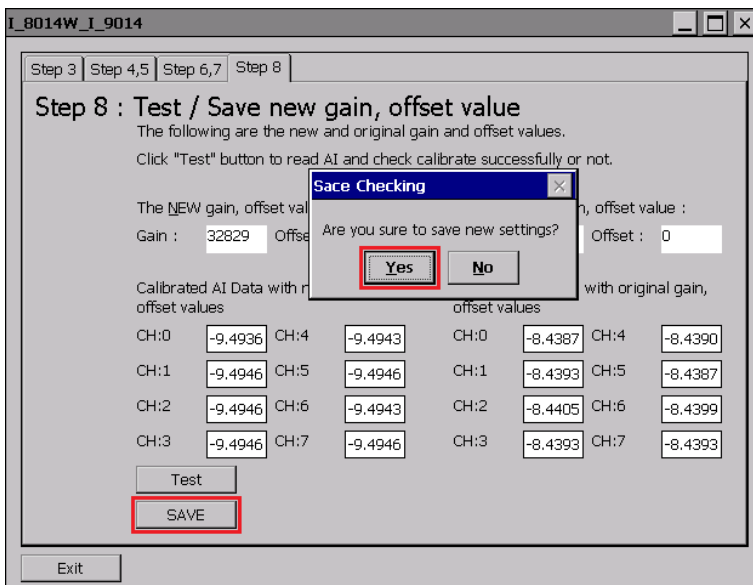 I_8014W_I_9014
Step 3 Step 4,5 Step 6,7 Step 8
Step 8 : Test / Save new gain, offset value
The following are the new and original gain and offset values.
Click "Test" button to read AI and check calibrate successfully or not.
Sace Checking
Are you sure to save new settings?
Yes No
The NEW gain, offset val
, offset value :
Gain : 32829 Offse
Offset : 0
Calibrated AI Data with
offset values
with original gain,
offset values
CH:0 -9.4936 CH:4 -9.4943 CH:0 -8.4387 CH:4 -8.4390
CH:1 -9.4946 CH:5 -9.4946 CH:1 -8.4393 CH:5 -8.4387
CH:2 -9.4946 CH:6 -9.4943 CH:2 -8.4405 CH:6 -8.4399
CH:3 -9.4946 CH:7 -9.4946 CH:3 -8.4393 CH:7 -8.4393
Test
SAVE
Exit